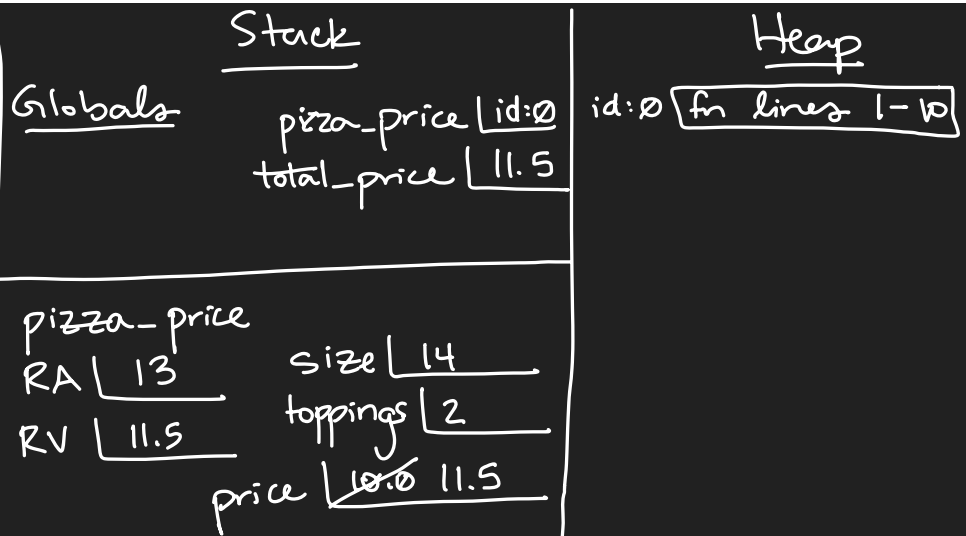 Stack
Heap
Globals
pizza_price id:0
total_price 11.5
id:0 fn lines 1-10
pizza_price
RA 13
RV 11.5
size 14
toppings 2
price 10.0 11.5